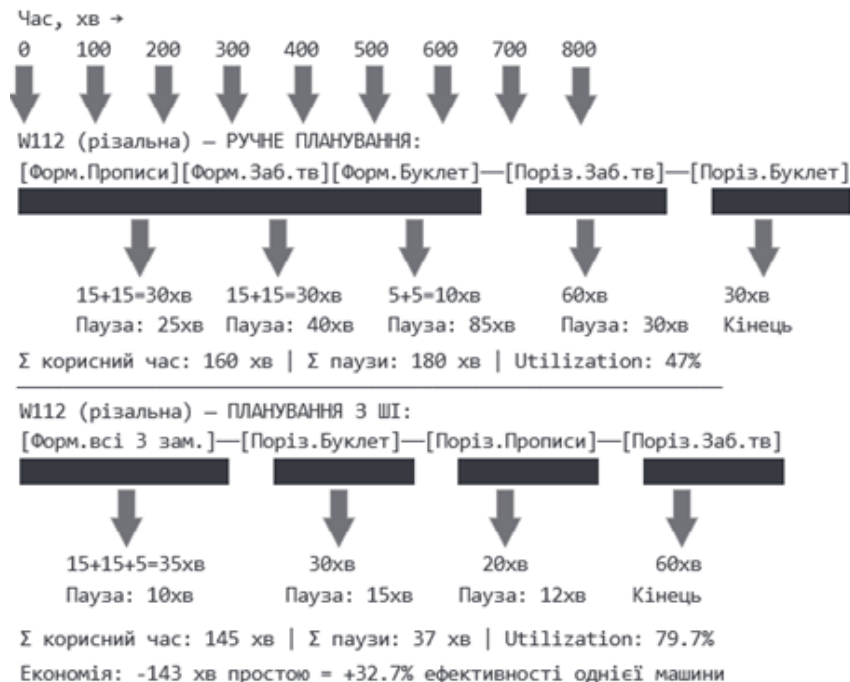 Час, хв →
0 100 200 300 400 500 600 700 800
W112 (різальна) — РУЧНЕ ПЛАНУВАННЯ:
[Форм.Прописи][Форм.Заб.тв][Форм.Буклет]—[Поріз.Заб.тв]—[Поріз.Буклет]
15+15=30хв 15+15=30хв 5+5=10хв 60хв 30хв
Пауза: 25хв Пауза: 40хв Пауза: 85хв Пауза: 30хв Кінець
Σ корисний час: 160 хв | Σ паузи: 180 хв | Utilization: 47%
W112 (різальна) — ПЛАНУВАННЯ З ШІ:
[Форм.всі 3 зам.]—[Поріз.Буклет]—[Поріз.Прописи]—[Поріз.Заб.тв]
15+15+5=35хв 30хв 20хв 60хв
Пауза: 10хв Пауза: 15хв Пауза: 12хв Кінець
Σ корисний час: 145 хв | Σ паузи: 37 хв | Utilization: 79.7%
Економія: -143 хв простою = +32.7% ефективності однієї машини